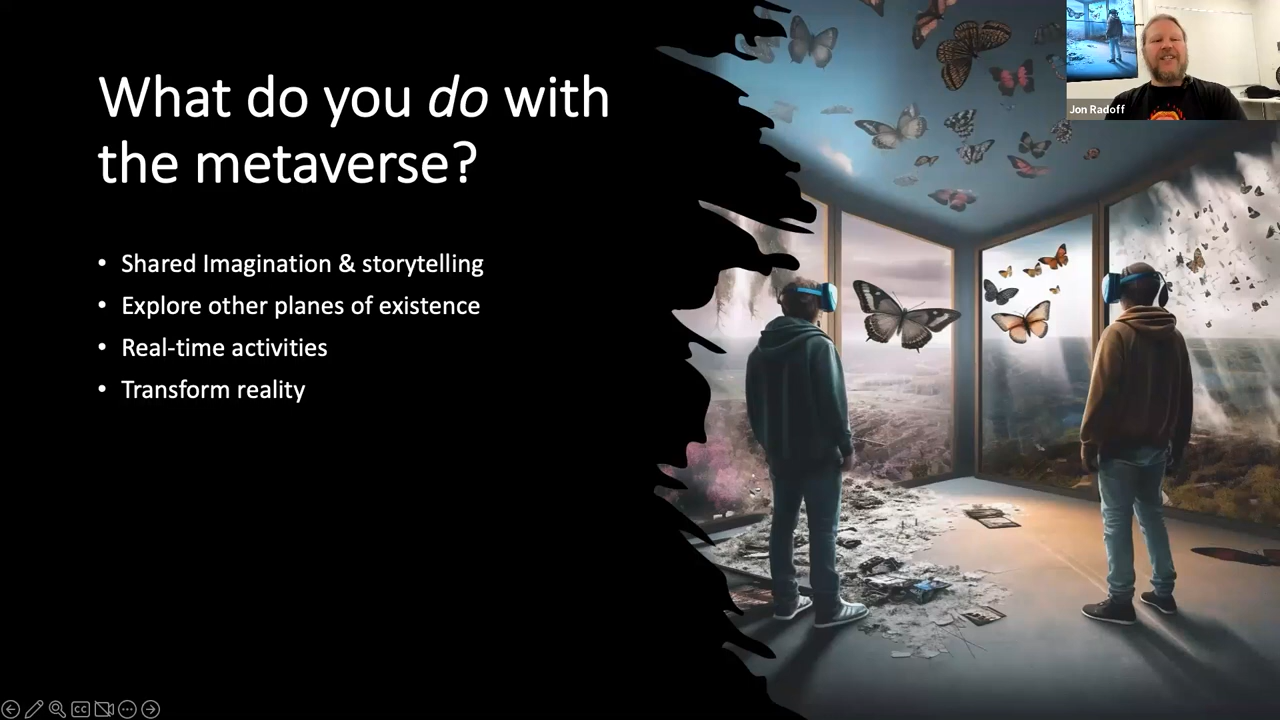 What do you do with
the metaverse?
• Shared Imagination & storytelling
• Explore other planes of existence
• Real-time activities
• Transform reality
Jon Radoff
CC